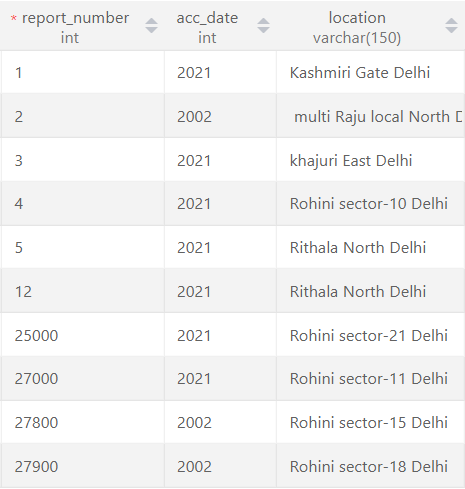 * report_number acc_date location
int int varchar(150)
1 2021 Kashmiri Gate Delhi
2 2002 multi Raju local North D
3 2021 khajuri East Delhi
4 2021 Rohini sector-10 Delhi
5 2021 Rithala North Delhi
12 2021 Rithala North Delhi
25000 2021 Rohini sector-21 Delhi
27000 2021 Rohini sector-11 Delhi
27800 2002 Rohini sector-15 Delhi
27900 2002 Rohini sector-18 Delhi